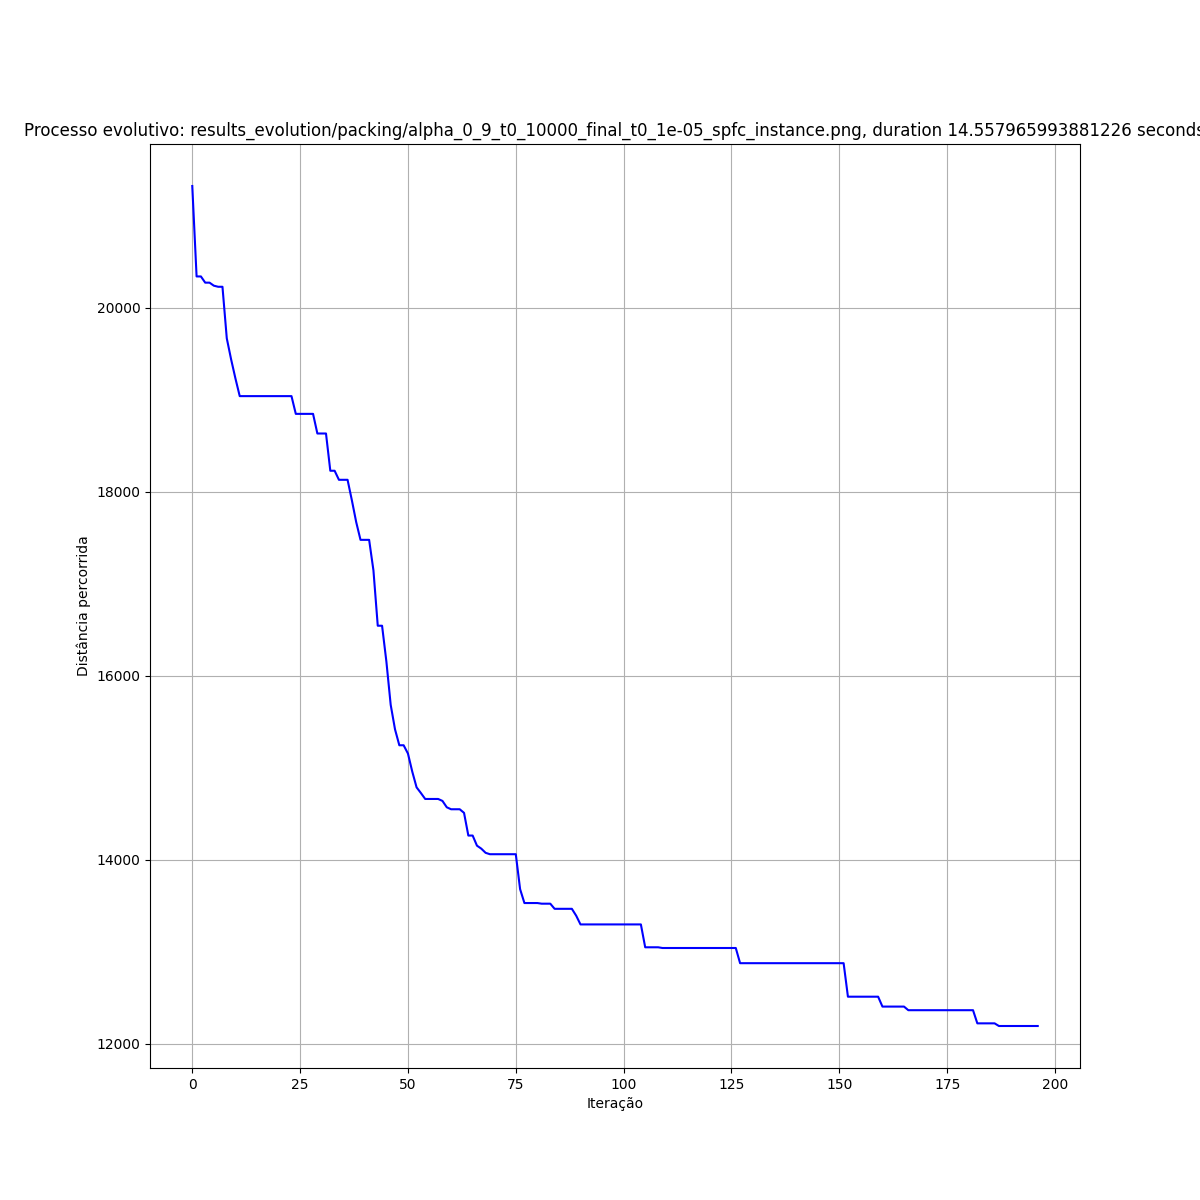 Processo evolutivo: results_evolution/packing/alpha_0_9_t0_10000_final_t0_1e-05_spfc_instance.png, duration 14.557965993881226 seconds
20000
18000
16000
14000
12000
Distância percorrida
0 25 50 75 100 125 150 175 200
Iteração